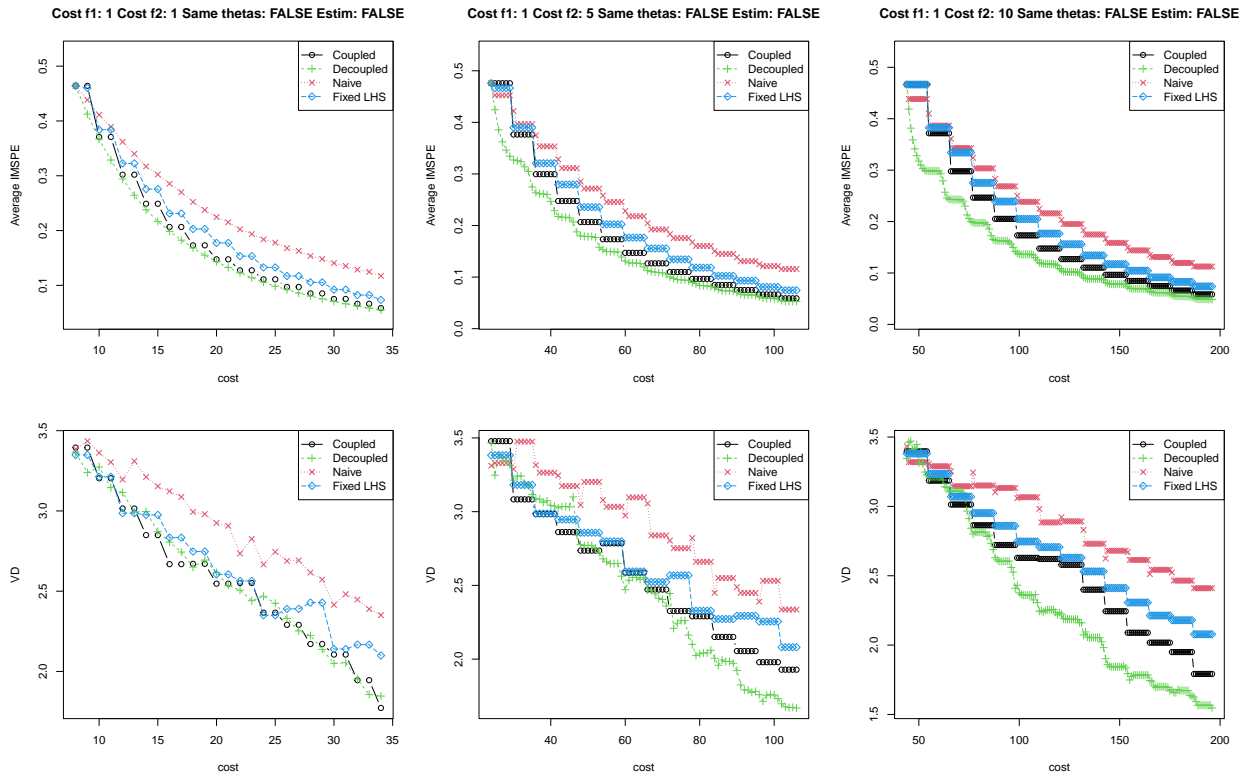 Cost f1: 1 Cost f2: 1 Same thetas: FALSE Estim: FALSE
Average IMSPE
0.5
0.4
0.3
0.2
0.1
Coupled
Decoupled
Naive
Fixed LHS
10 15 20 25 30 35
cost
Cost f1: 1 Cost f2: 5 Same thetas: FALSE Estim: FALSE
Average IMSPE
0.5
0.4
0.3
0.2
0.1
0.0
Coupled
Decoupled
Naive
Fixed LHS
40 60 80 100
cost
Cost f1: 1 Cost f2: 10 Same thetas: FALSE Estim: FALSE
Average IMSPE
0.5
0.4
0.3
0.2
0.1
0.0
Coupled
Decoupled
Naive
Fixed LHS
50 100 150 200
cost
VD
3.5
3.0
2.5
2.0
Coupled
Decoupled
Naive
Fixed LHS
10 15 20 25 30 35
cost
VD
3.5
3.0
2.5
2.0
Coupled
Decoupled
Naive
Fixed LHS
40 60 80 100
cost
VD
3.5
3.0
2.5
2.0
1.5
Coupled
Decoupled
Naive
Fixed LHS
50 100 150 200
cost